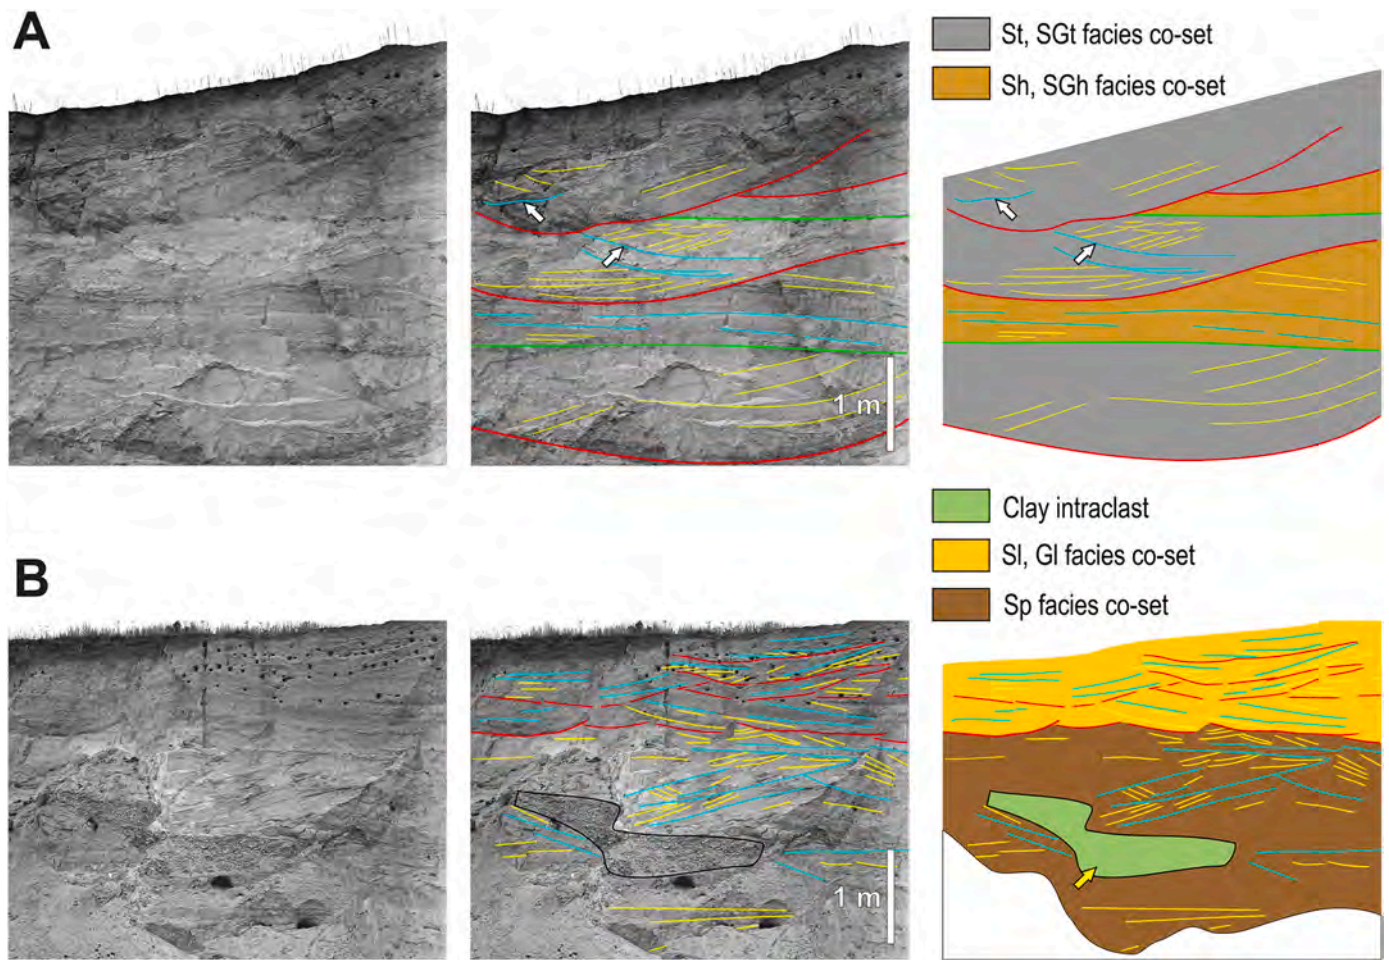 A
St, SGt facies co-set
Sh, SGh facies co-set
1 m
Clay intraclast
B
Sl, Gl facies co-set
Sp facies co-set
1 m